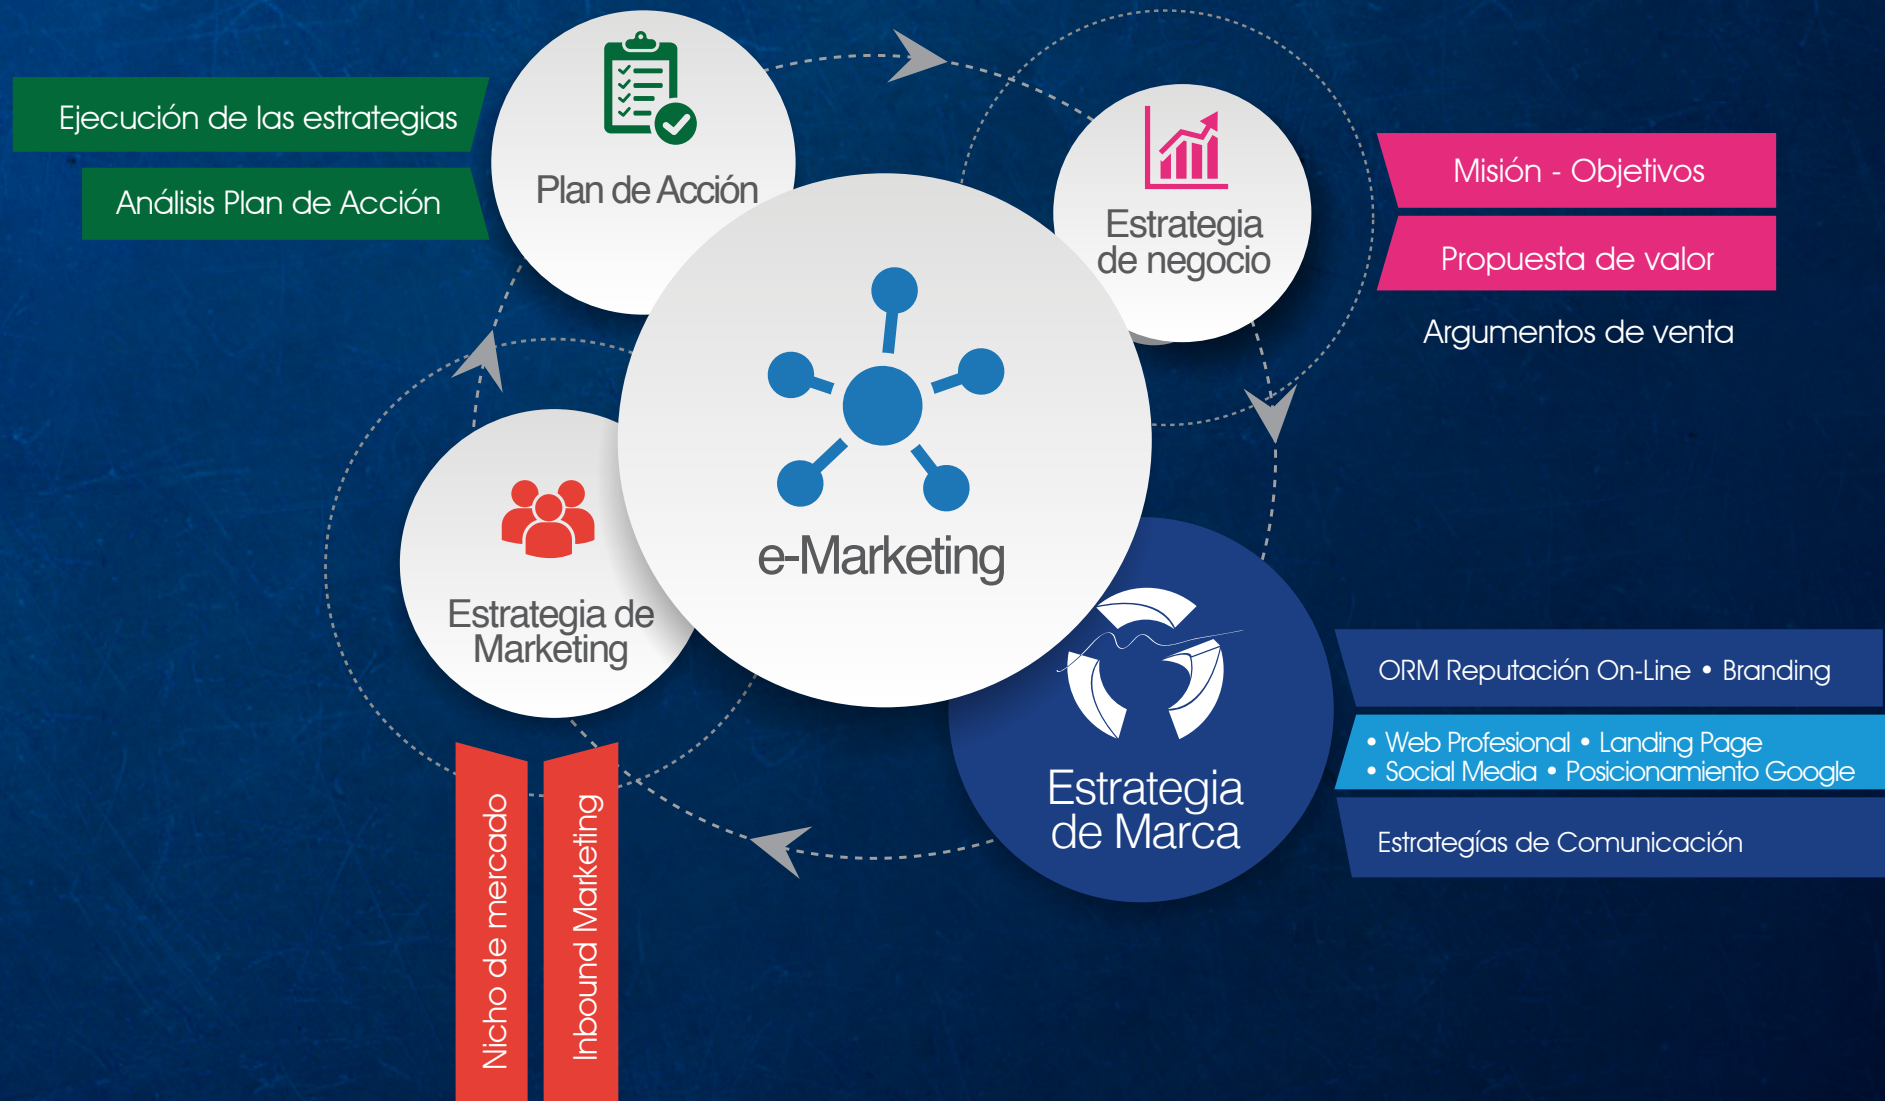 Ejecución de las estrategias
Análisis Plan de Acción
Plan de Acción
Estrategia
de negocio
Misión - Objetivos
Propuesta de valor
Argumentos de venta
e-Marketing
Estrategia de
Marketing
Nicho de mercado
Inbound Marketing
Estrategia
de Marca
ORM Reputación On-Line • Branding
• Web Profesional • Landing Page
• Social Media • Posicionamiento Google
Estrategías de Comunicación